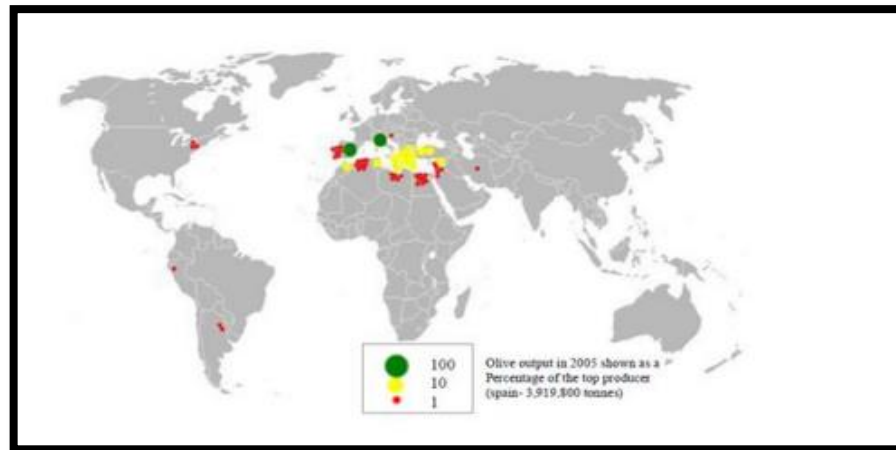 100
10
1
Olive output in 2005 shown as a
Percentage of the top producer
(spain- 3,919,800 tonnes)